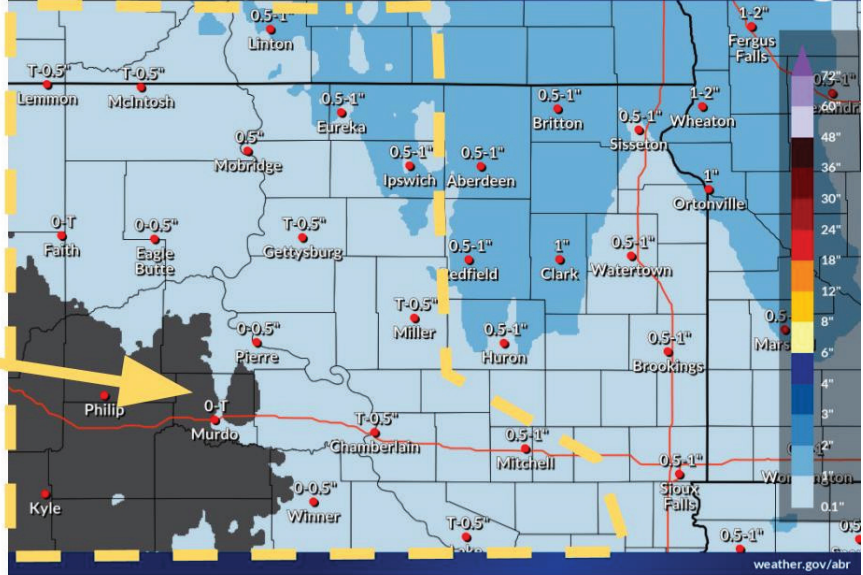 0.5-1"
Linton
1-2"
Fergus
Falls
T-0.5"
Lemmon
T-0.5"
McIntosh
0.5-1"
Eureka
0.5-1"
Britton
0.5-1"
Sisseton
1-2"
Wheaton
0.5"
Mobridge
0.5-1"
Ipswich
0.5-1"
Aberdeen
1"
Ortonville
0-T
Faith
0-0.5"
Eagle
Butte
T-0.5"
Gettysburg
0.5-1"
edfield
1"
Clark
0.5-1"
Watertown
T-0.5"
Miller
0-0.5"
Pierre
0.5-1"
Huron
0.5-1"
Brookings
Philip
0-T
Murdo
T-0.5"
Chamberlain
0.5-1"
Mitchell
0.5-1"
Sioux
Falls
Kyle
0-0.5"
Winner
T-0.5"
0.5-1"
72"
60"
48"
36"
30"
24"
18"
12"
8"
6"
4"
3"
2"
1"
0.1"
weather.gov/abr